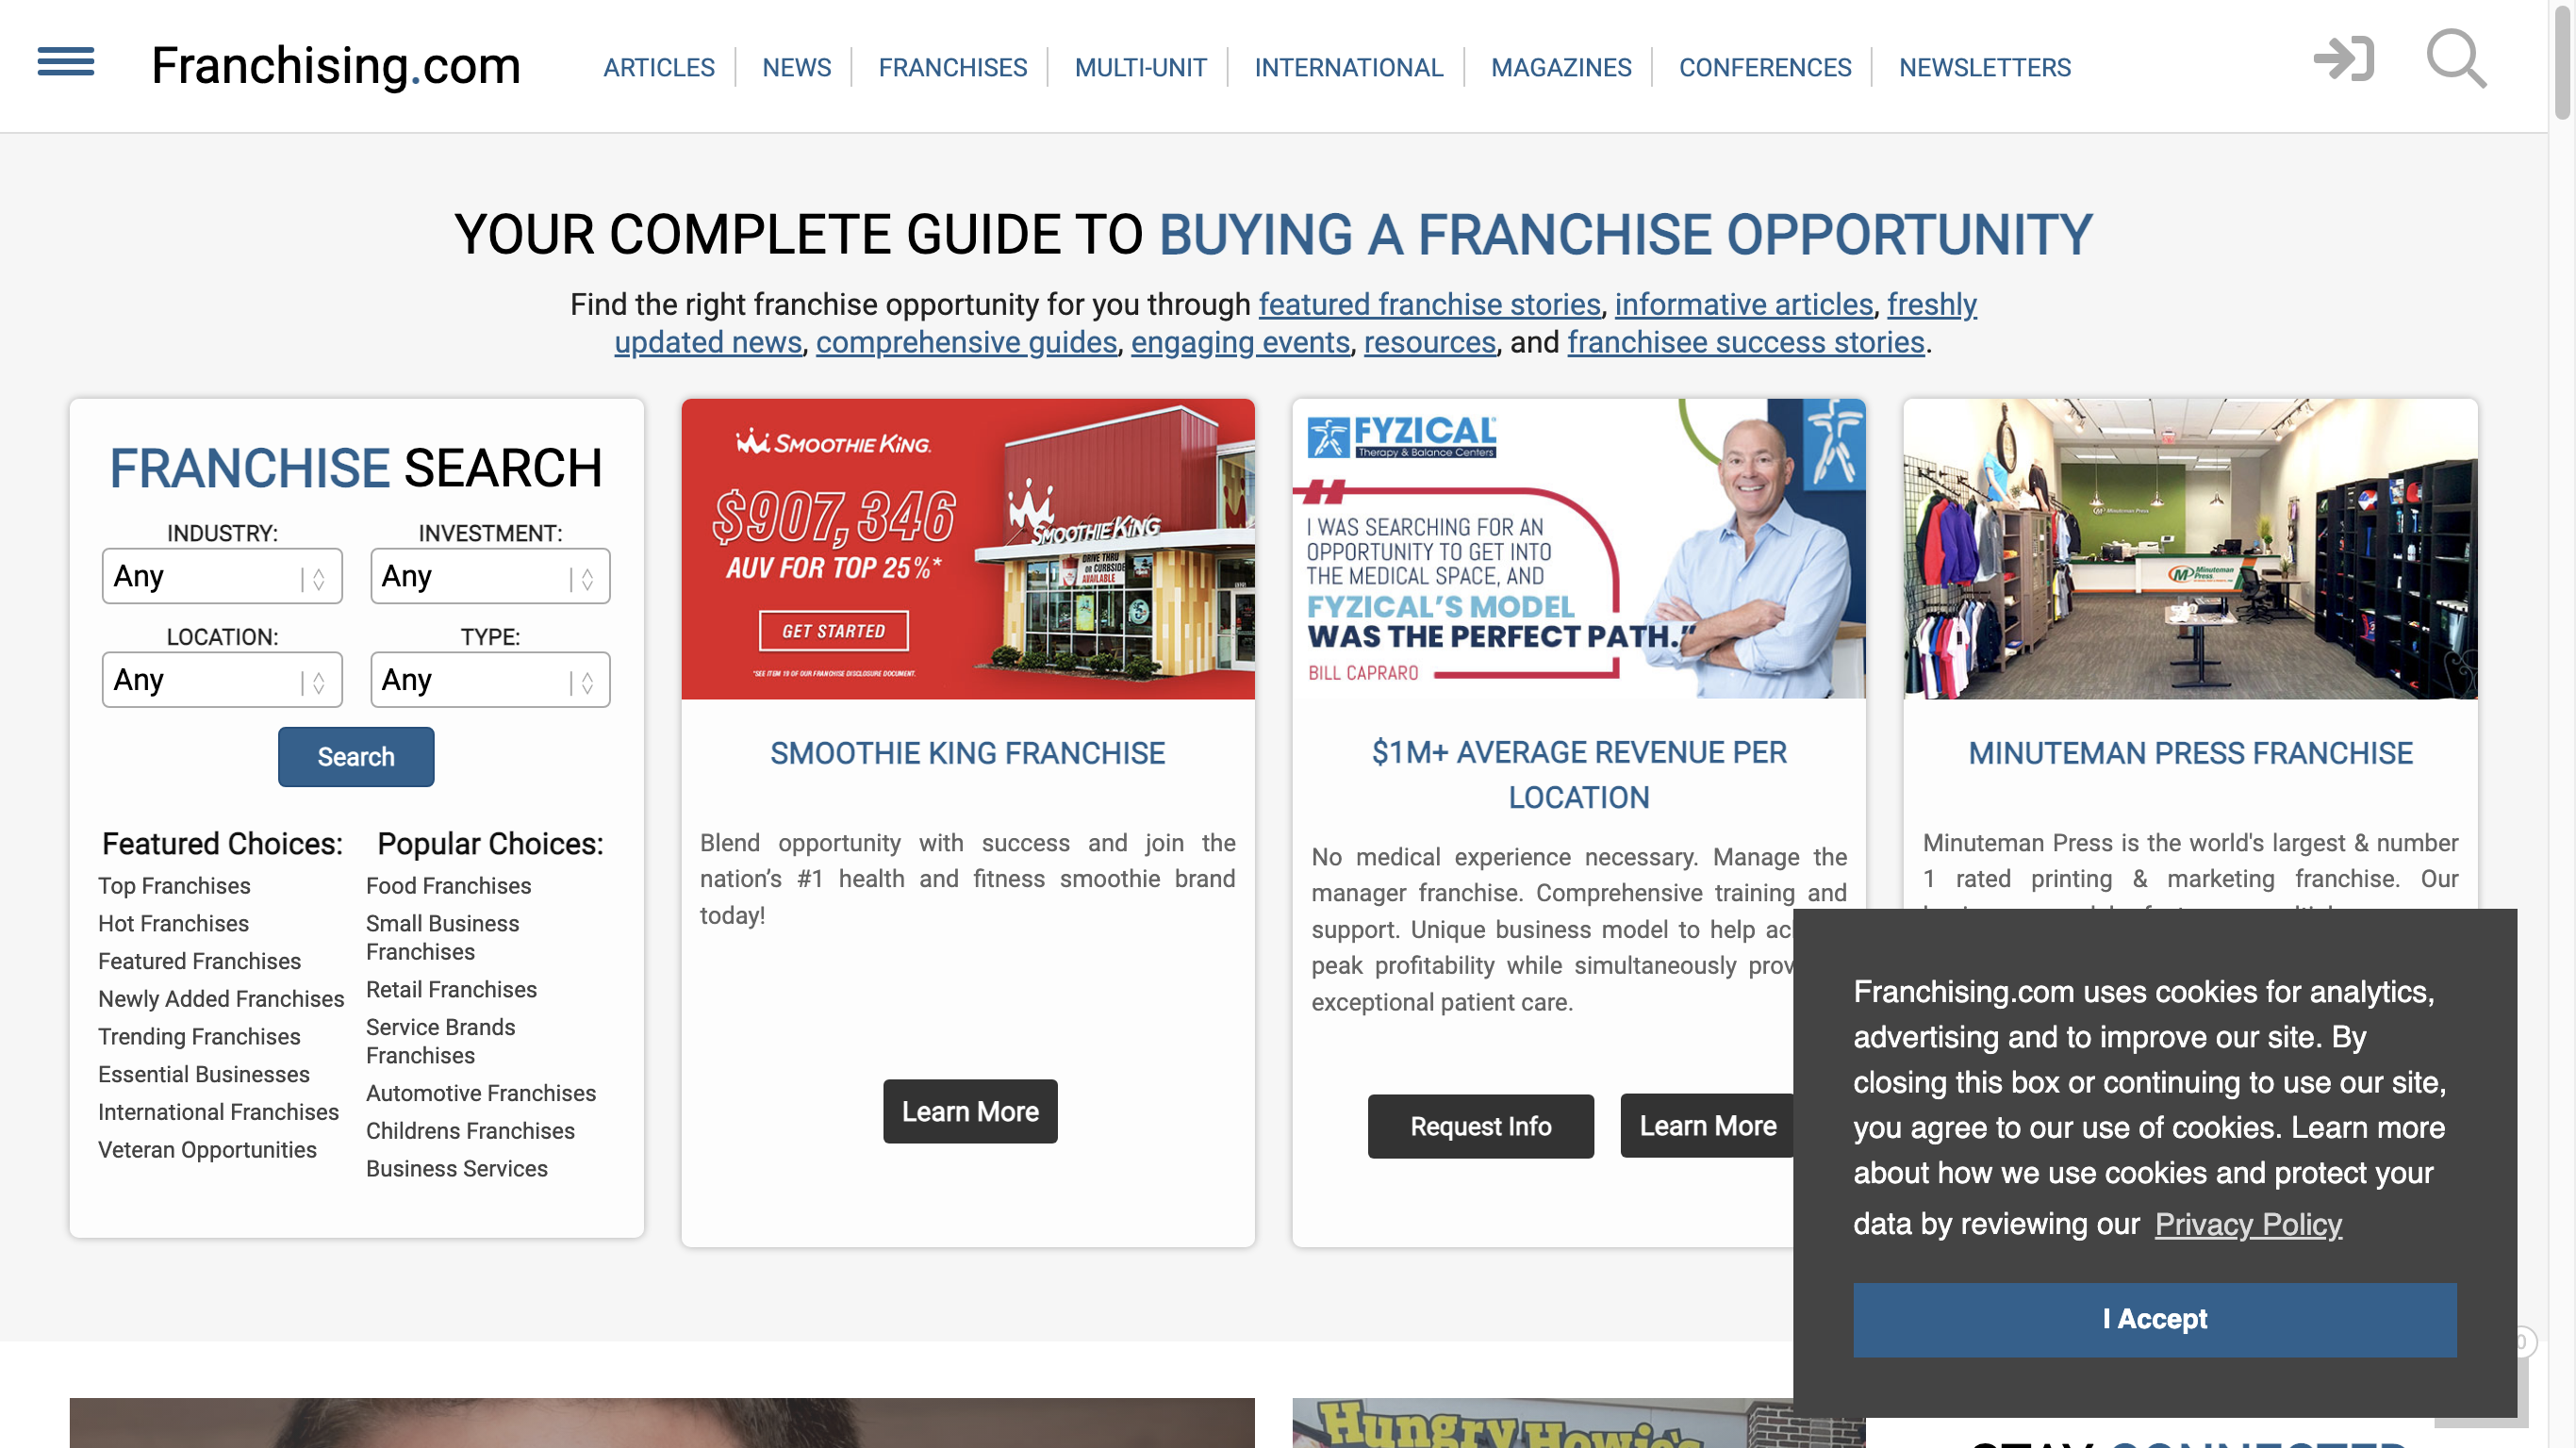 Franchising.com
ARTICLES
NEWS
FRANCHISES
MULTI-UNIT
INTERNATIONAL
MAGAZINES
CONFERENCES
NEWSLETTERS
YOUR COMPLETE GUIDE TO BUYING A FRANCHISE OPPORTUNITY
Find the right franchise opportunity for you through featured franchise stories, informative articles, freshly
updated news, comprehensive guides, engaging events, resources, and franchisee success stories.
FRANCHISE SEARCH
INDUSTRY:
INVESTMENT:
Any
Any
LOCATION:
TYPE:
Any
Any
Search
Featured Choices:
Top Franchises
Hot Franchises
Featured Franchises
Newly Added Franchises
Trending Franchises
Essential Businesses
International Franchises
Veteran Opportunities
Popular Choices:
Food Franchises
Small Business
Franchises
Retail Franchises
Service Brands
Franchises
Automotive Franchises
Childrens Franchises
Business Services
SMOOTHIE KING
$907,346
AUV FOR TOP 25%*
GET STARTED
*SEE ITEM 19 OF OUR FRANCHISE DISCLOSURE DOCUMENT.
SMOOTHIE KING
DRIVE THRU
OR CURBSIDE
AVAILABLE
SMOOTHIE KING FRANCHISE
Blend opportunity with success and join the
nation’s #1 health and fitness smoothie brand
today!
Learn More
FYZICAL
Therapy & Balance Centers
I WAS SEARCHING FOR AN
OPPORTUNITY TO GET INTO
THE MEDICAL SPACE, AND
FYZICAL’S MODEL
WAS THE PERFECT PATH.”
BILL CAPRARO
$1M+ AVERAGE REVENUE PER
LOCATION
No medical experience necessary. Manage the
manager franchise. Comprehensive training and
support. Unique business model to help
peak profitability while simultaneously
exceptional patient care.
Request Info
Learn More
Minuteman Press
Minuteman
Press
MINUTEMAN PRESS FRANCHISE
Minuteman Press is the world's largest & number
1 rated printing & marketing franchise. Our
Franchising.com uses cookies for analytics,
advertising and to improve our site. By
closing this box or continuing to use our site,
you agree to our use of cookies. Learn more
about how we use cookies and protect your
data by reviewing our Privacy Policy
I Accept
Hungry Howie's
STAY CONNECTED